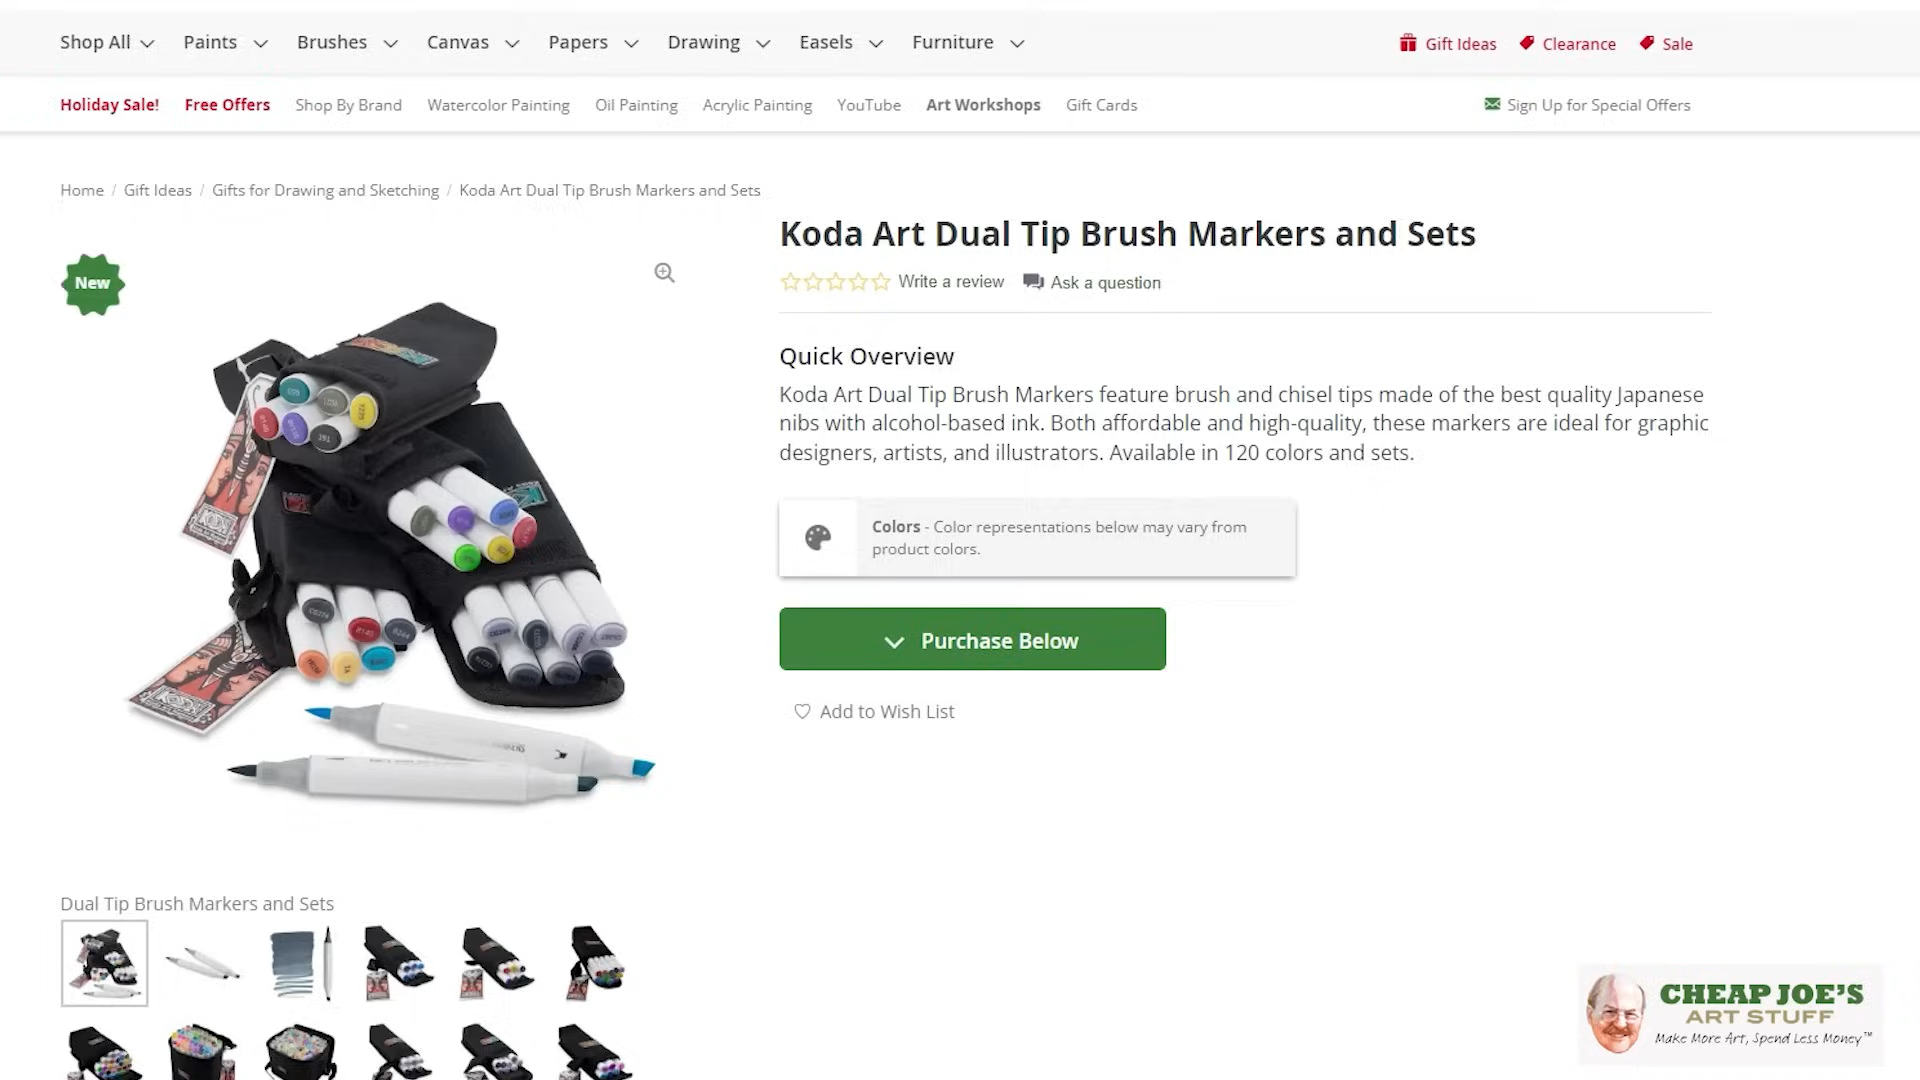 Shop All
Paints
Brushes
Canvas
Papers
Drawing
Easels
Furniture
Gift Ideas
Clearance
Sale
Holiday Sale!
Free Offers
Shop By Brand
Watercolor Painting
Oil Painting
Acrylic Painting
YouTube
Art Workshops
Gift Cards
Sign Up for Special Offers
Home / Gift Ideas / Gifts for Drawing and Sketching / Koda Art Dual Tip Brush Markers and Sets
New
Koda Art Dual Tip Brush Markers and Sets
Write a review
Ask a question
Quick Overview
Koda Art Dual Tip Brush Markers feature brush and chisel tips made of the best quality Japanese
nibs with alcohol-based ink. Both affordable and high-quality, these markers are ideal for graphic
designers, artists, and illustrators. Available in 120 colors and sets.
Colors - Color representations below may vary from
product colors.
Purchase Below
Add to Wish List
Dual Tip Brush Markers and Sets
CHEAP JOE'S
ART STUFF
Make More Art, Spend Less Money™